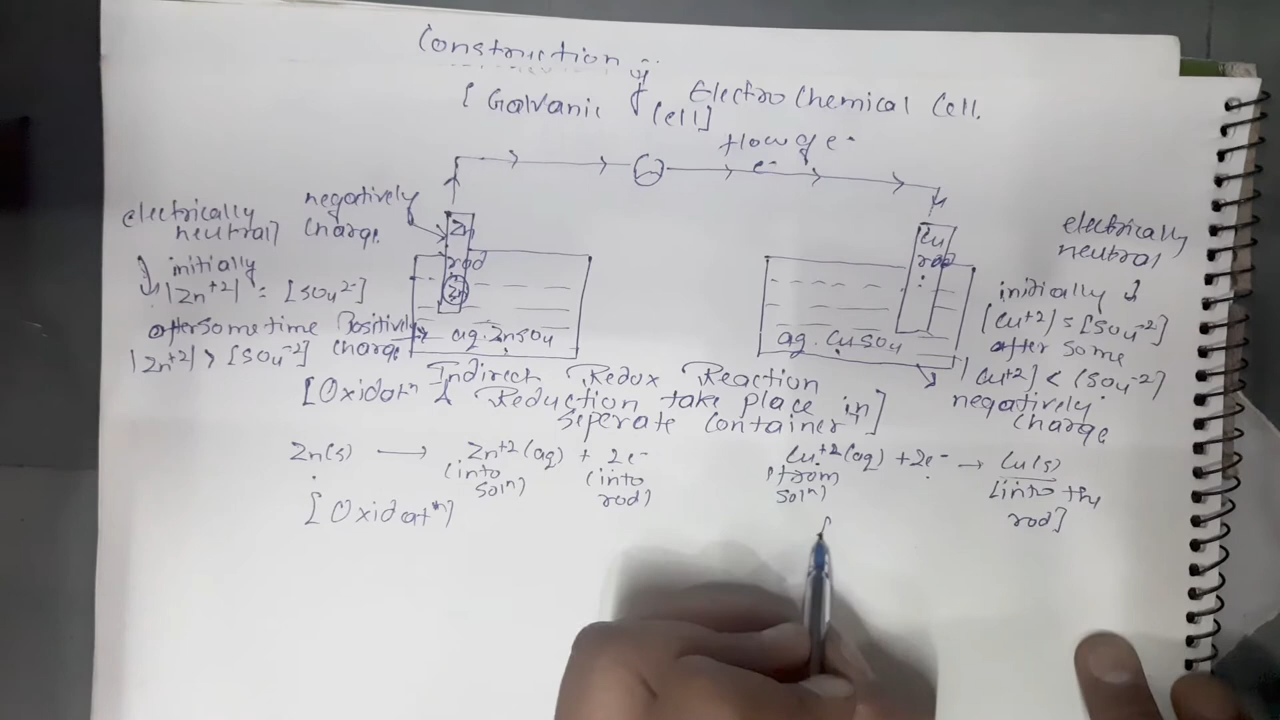 Construction of
[Galvanic Cell] ElectroChemical Cell.
flow of e-
e-
negatively charge
electrically neutral
initially
|Zn+2| = [SO4 2-]
after some time Positively charge
|Zn+2| > [SO4-2]
Zn rod
Zn
aq. ZnSO4
Cu rod
aq. CuSO4
electrically neutral
initially
[Cu+2] = [SO4-2]
after some
|Cu+2] < (SO4-2)
negatively charge
Indirect Redox Reaction
[Oxidatn & Reduction take place in
Seperate Container]
Zn(s) → Zn+2(aq) + 2e-
(into soln) (into rod)
[Oxidatn]
Cu+2(aq) + 2e- → Cu(s)
(from soln) [into the rod]